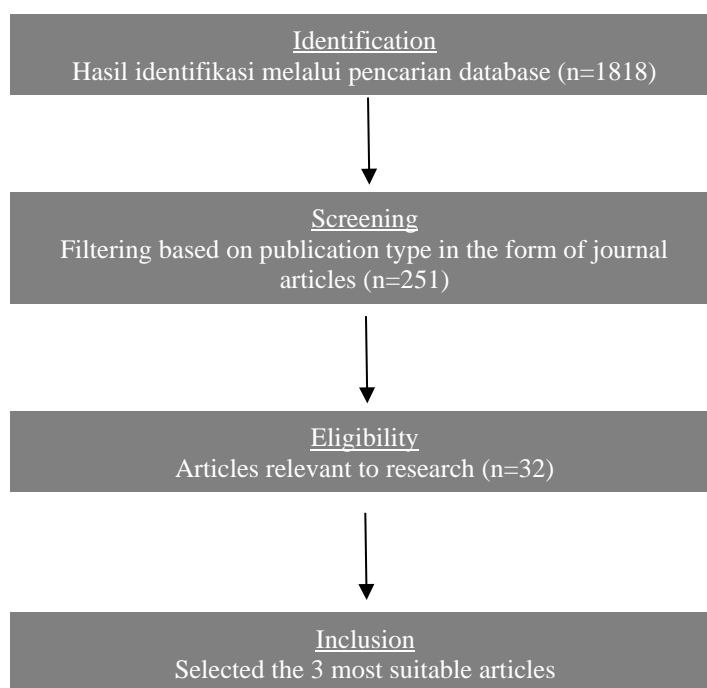 Identification
Hasil identifikasi melalui pencarian database (n=1818)
Screening
Filtering based on publication type in the form of journal
articles (n=251)
Eligibility
Articles relevant to research (n=32)
Inclusion
Selected the 3 most suitable articles